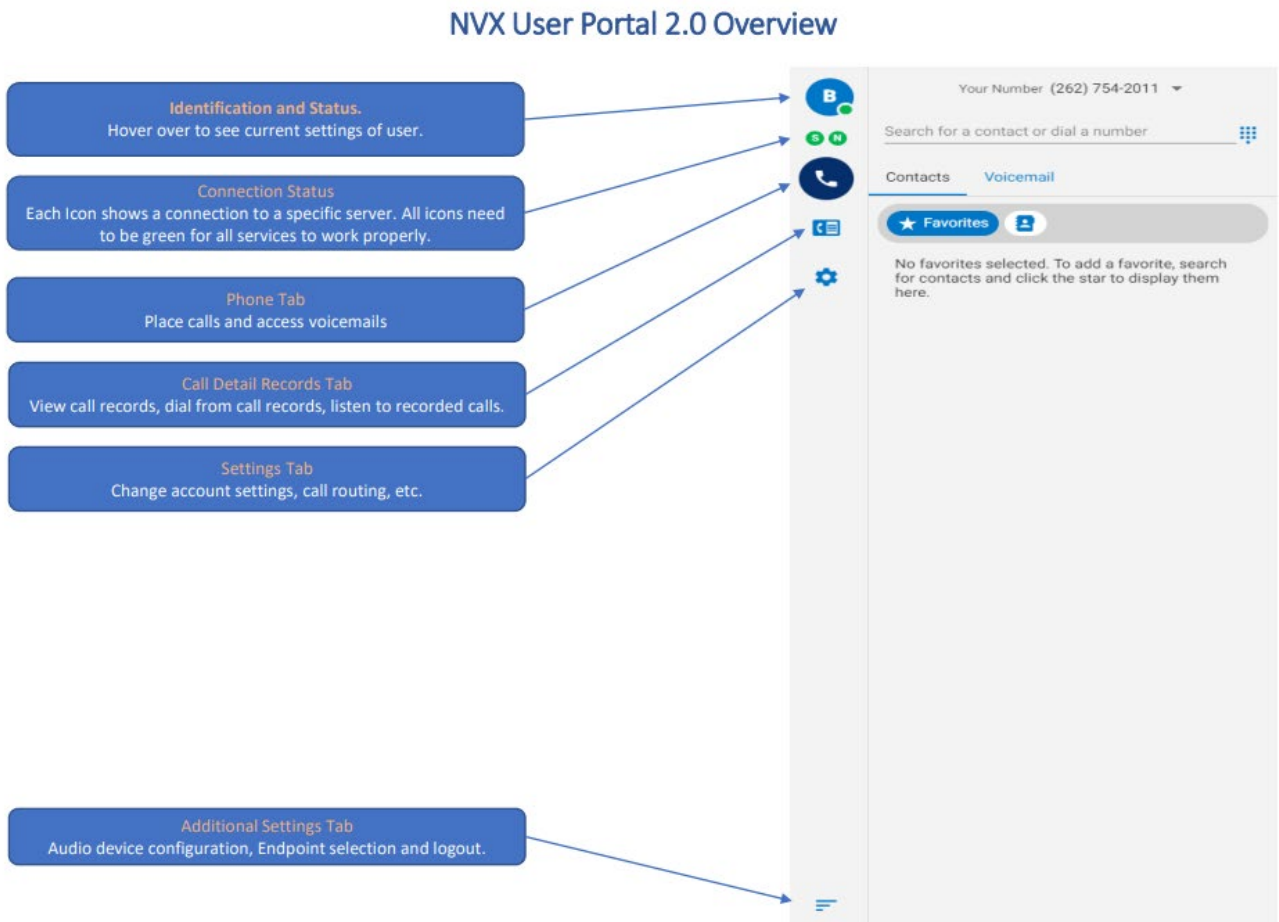 NVX User Portal 2.0 Overview
Identification and Status.
Hover over to see current settings of user.
Connection Status
Each Icon shows a connection to a specific server. All icons need
to be green for all services to work properly.
Phone Tab
Place calls and access voicemails
Call Detail Records Tab
View call records, dial from call records, listen to recorded calls.
Settings Tab
Change account settings, call routing, etc.
Additional Settings Tab
Audio device configuration, Endpoint selection and logout.
B
S N
Your Number (262) 754-2011
Search for a contact or dial a number
Contacts Voicemail
Favorites
No favorites selected. To add a favorite, search
for contacts and click the star to display them
here.